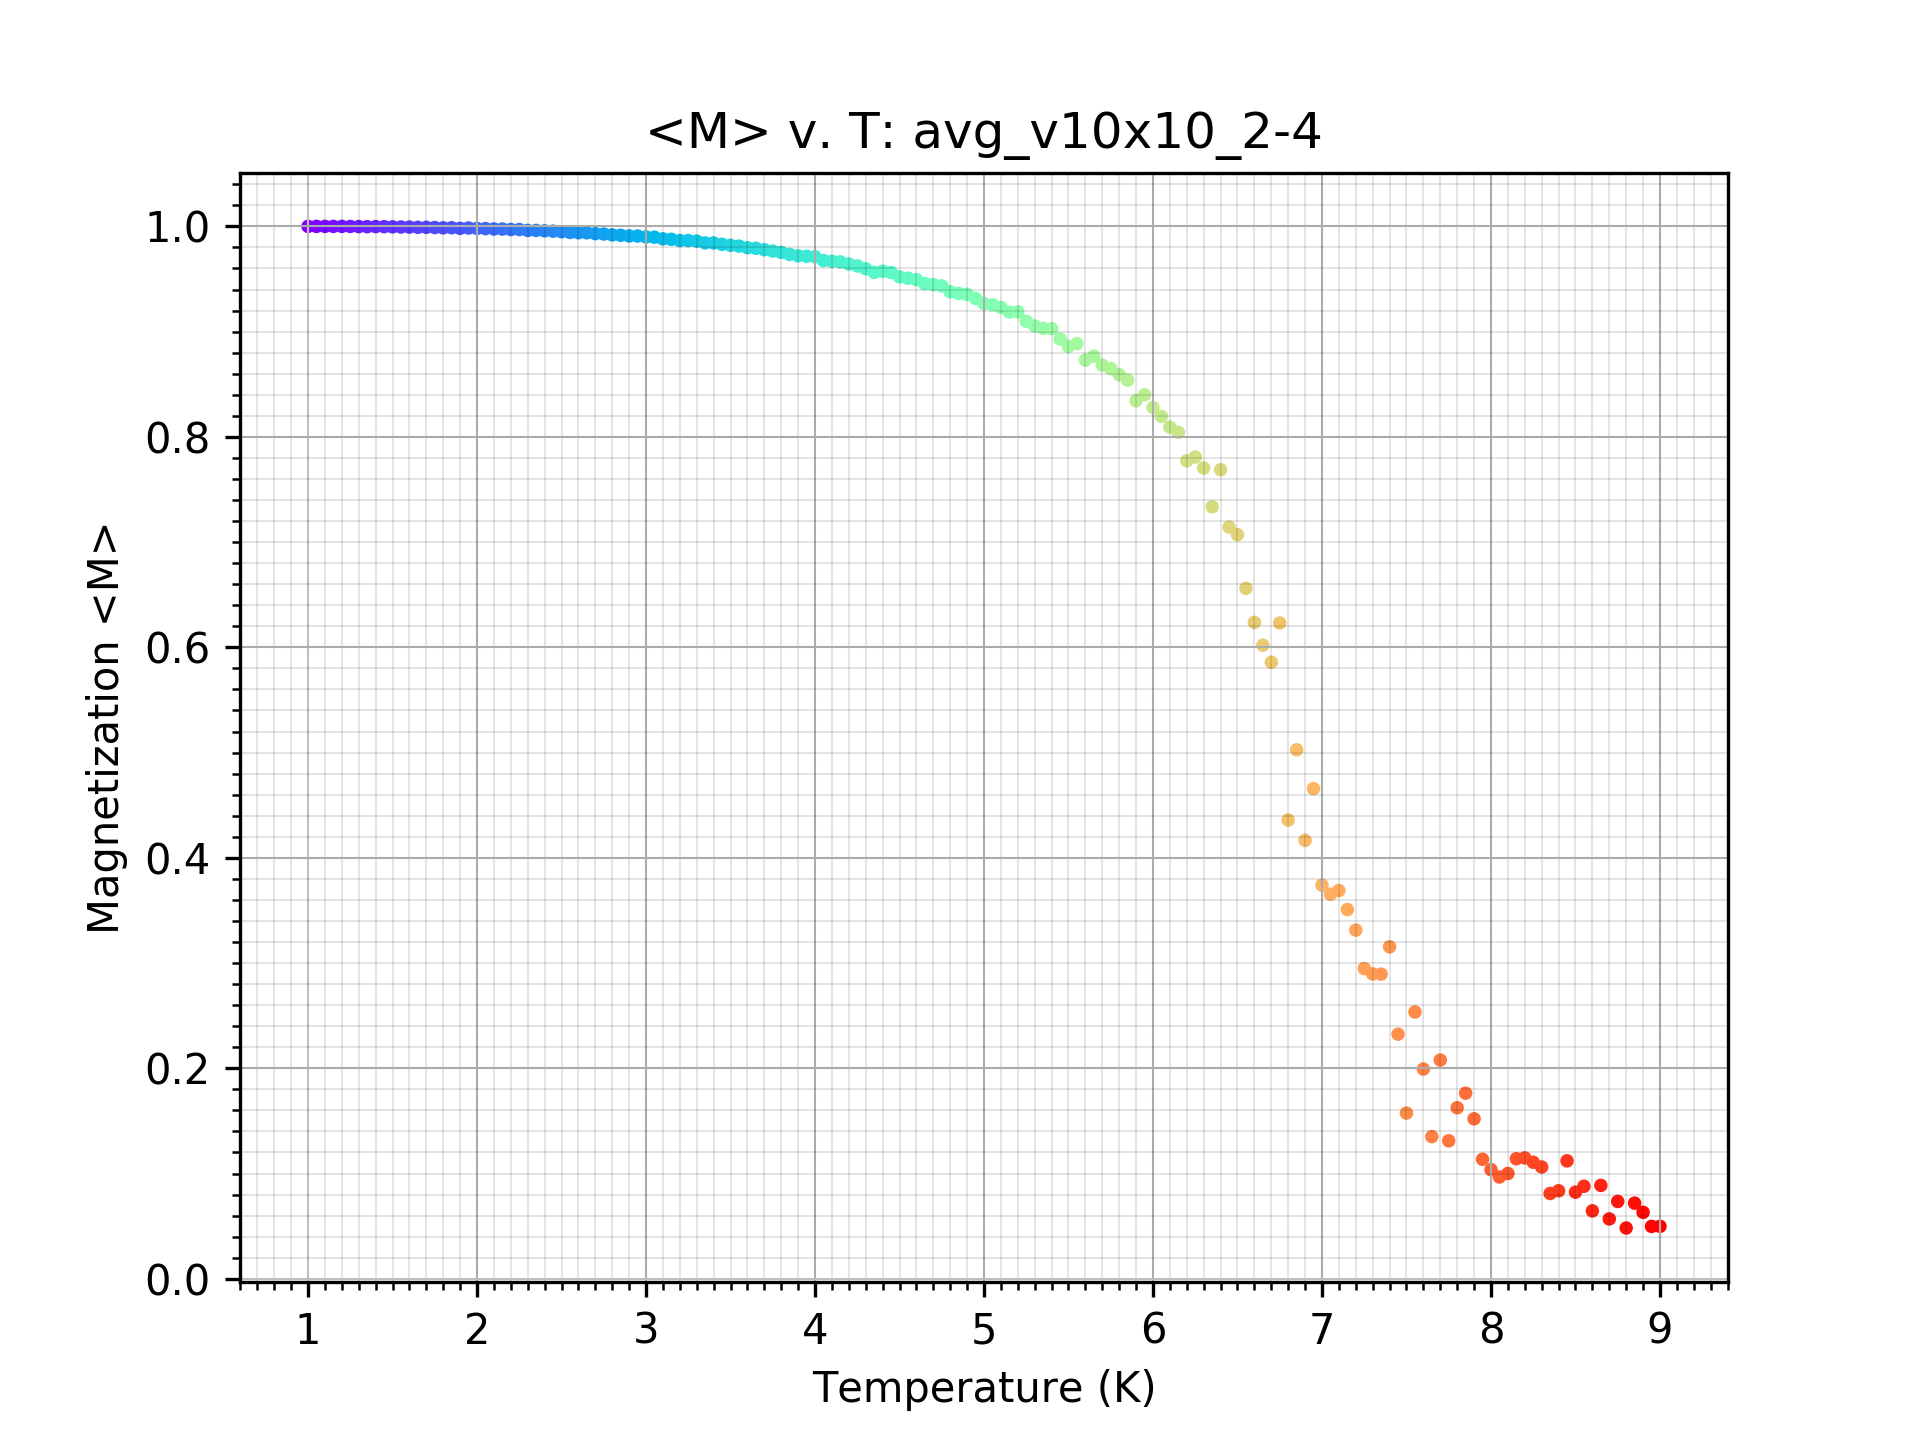 <M> v. T: avg_v10x10_2-4
Magnetization <M>
1.0
0.8
0.6
0.4
0.2
0.0
1 2 3 4 5 6 7 8 9
Temperature (K)